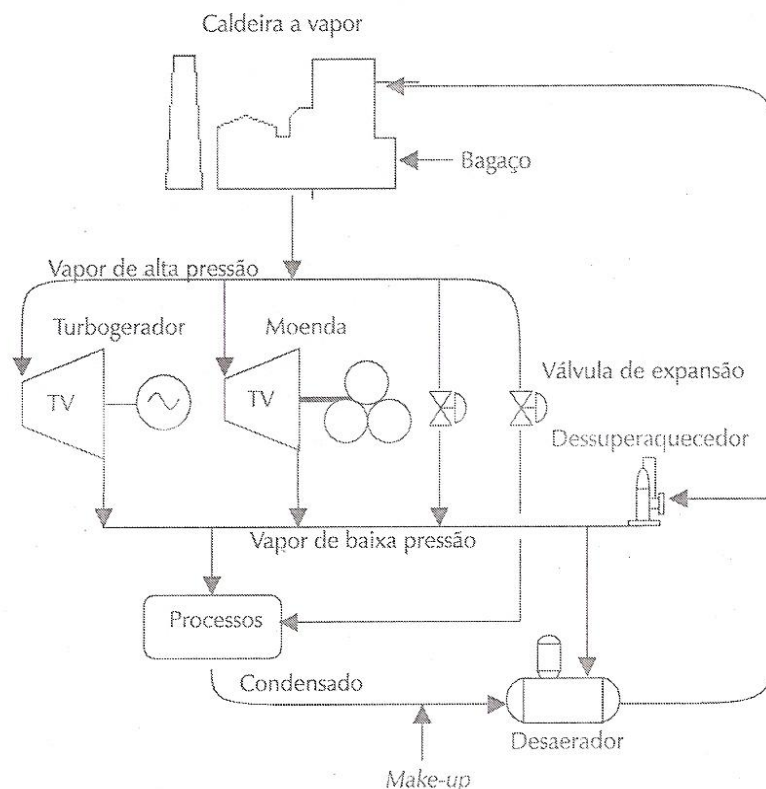 Caldeira a vapor
Bagaço
Vapor de alta pressão
Turbogerador
Moenda
TV
TV
Válvula de expansão
Dessuperaquecedor
Vapor de baixa pressão
Processos
Condensado
Desaerador
Make-up